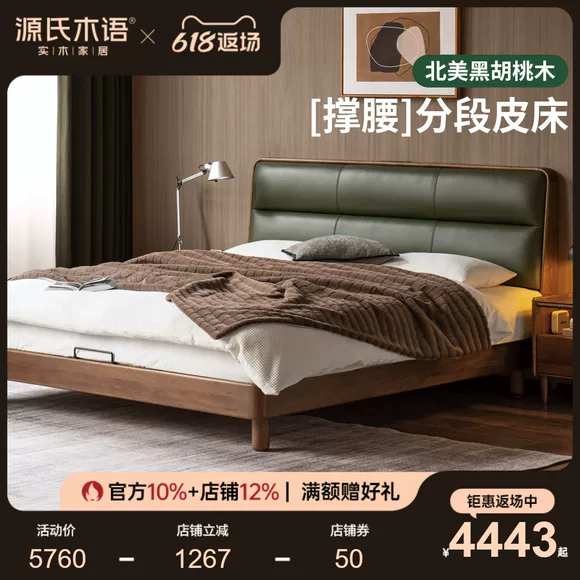 源氏木语®
实木家居
×
618返场
北美黑胡桃木
[撑腰]分段皮床
官方10%+店铺12%| 满额赠好礼
活动价 店铺立减 店铺券 钜惠返场中
5760 - 1267 - 50 ¥4443起